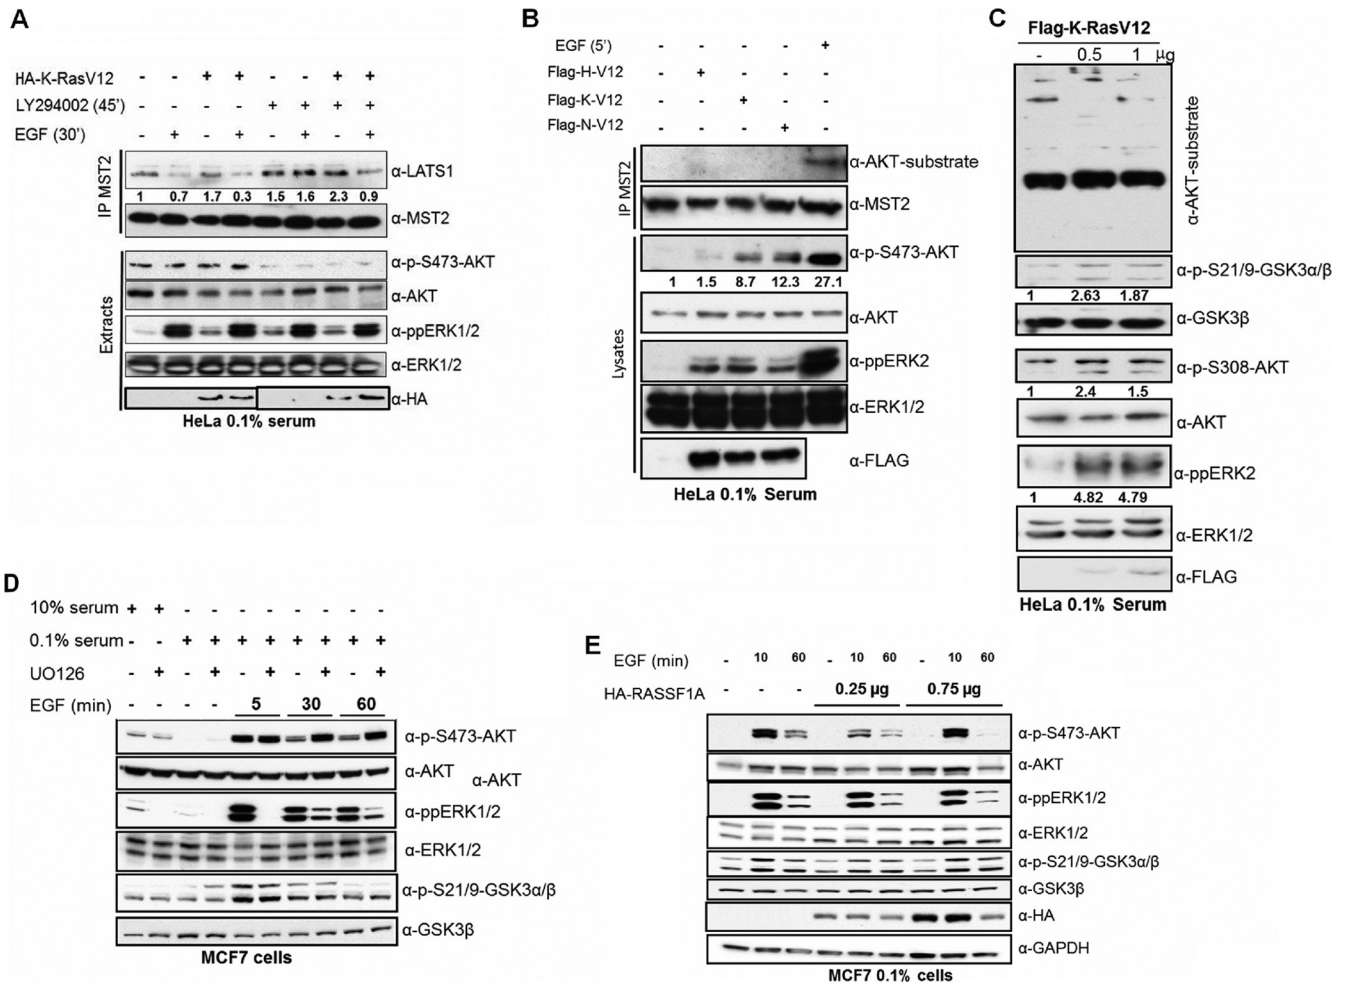 A
HA-K-RasV12 - - + + - - + +
LY294002 (45') - - - - + + + +
EGF (30') - + - + - + - +
IP MST2
α-LATS1
1 0.7 1.7 0.3 1.5 1.6 2.3 0.9
α-MST2
Extracts
α-p-S473-AKT
α-AKT
α-ppERK1/2
α-ERK1/2
α-HA
HeLa 0.1% serum
B
EGF (5') - - - - +
Flag-H-V12 - + - - -
Flag-K-V12 - - + - -
Flag-N-V12 - - - + -
IP MST2
α-AKT-substrate
α-MST2
Lysates
α-p-S473-AKT
1 1.5 8.7 12.3 27.1
α-AKT
α-ppERK2
α-ERK1/2
α-FLAG
HeLa 0.1% Serum
C
Flag-K-RasV12
- 0.5 1 µg
α-AKT-substrate
α-p-S21/9-GSK3α/β
1 2.63 1.87
α-GSK3β
α-p-S308-AKT
1 2.4 1.5
α-AKT
α-ppERK2
1 4.82 4.79
α-ERK1/2
α-FLAG
HeLa 0.1% Serum
D
10% serum + + - - - - - - - -
0.1% serum - - + + + + + + + +
UO126 - + - + - + - + - +
EGF (min) - - - - 5 30 60
α-p-S473-AKT
α-AKT α-AKT
α-ppERK1/2
α-ERK1/2
α-p-S21/9-GSK3α/β
α-GSK3β
MCF7 cells
E
EGF (min) - 10 60 - 10 60 - 10 60
HA-RASSF1A - - - 0.25 µg 0.75 µg
α-p-S473-AKT
α-AKT
α-ppERK1/2
α-ERK1/2
α-p-S21/9-GSK3α/β
α-GSK3β
α-HA
α-GAPDH
MCF7 0.1% cells